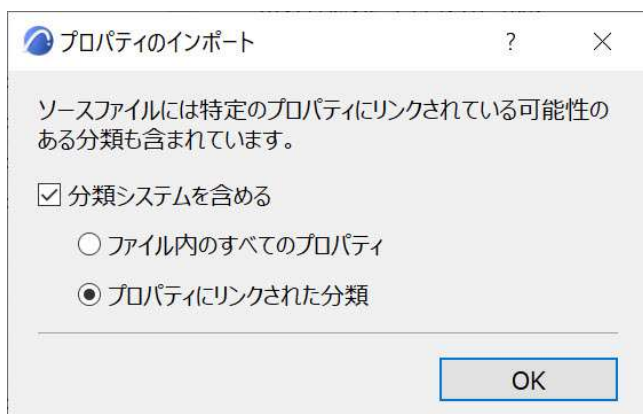 プロパティのインポート
?
ソースファイルには特定のプロパティにリンクされている可能性の
ある分類も含まれています。
分類システムを含める
ファイル内のすべてのプロパティ
プロパティにリンクされた分類
OK